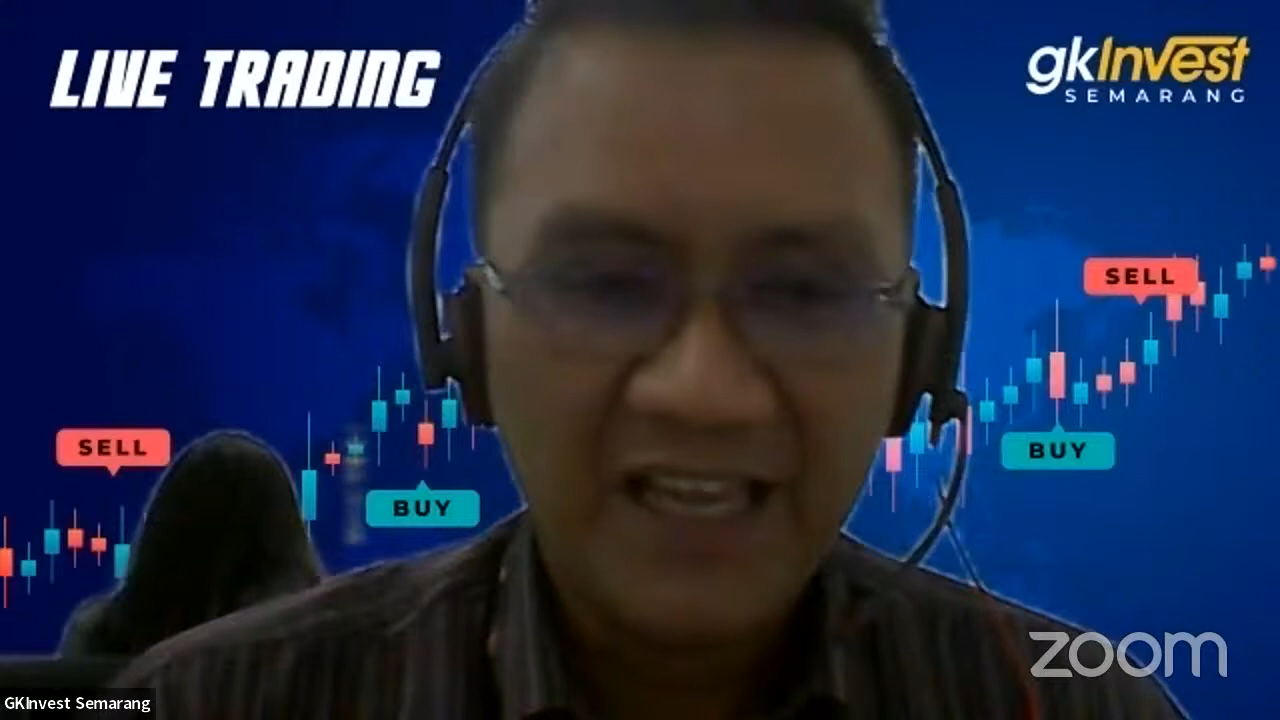 LIVE TRADING
gkInvest
SEMARANG
SELL
BUY
SELL
BUY
zoom
GKInvest Semarang